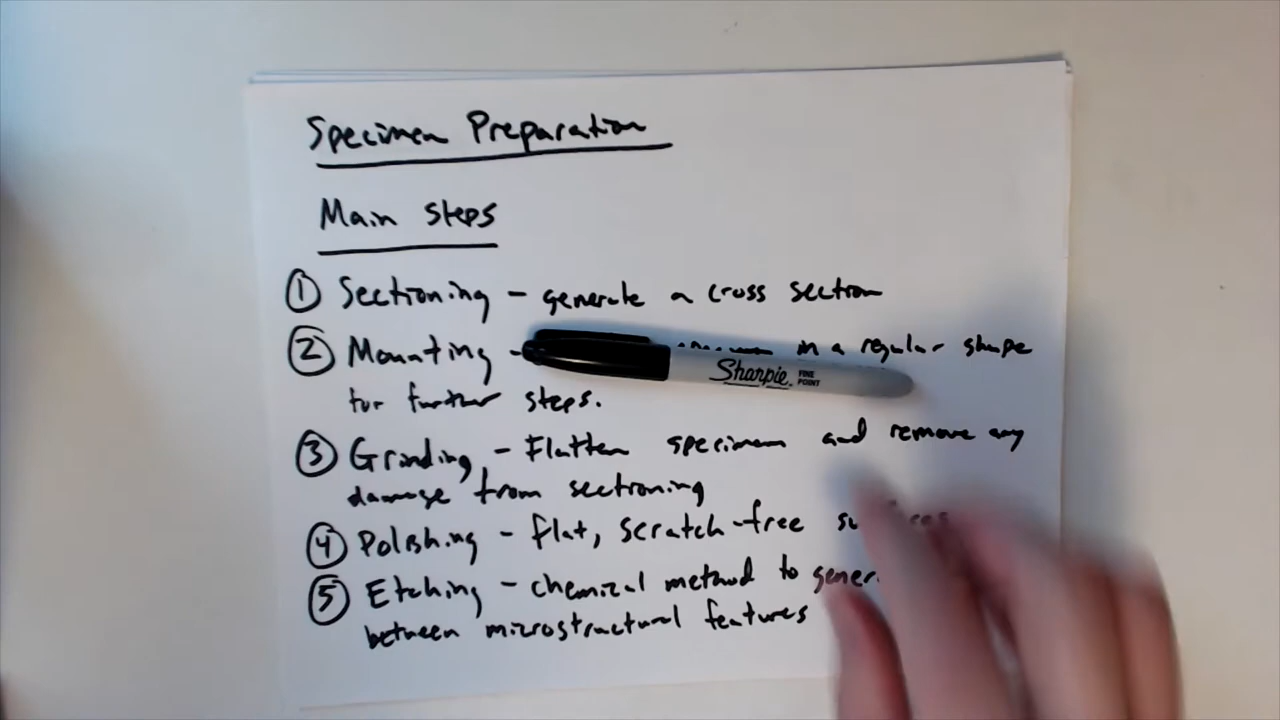 Specimen Preparation
Main steps
① Sectioning - generate a cross section
② Mounting - in a regular shape
for further steps.
Sharpie. FINE POINT
③ Grinding, - Flatten specimen and remove any
damage from sectioning
④ Polishing - flat, scratch-free
⑤ Etching - chemical method to
between microstructural features